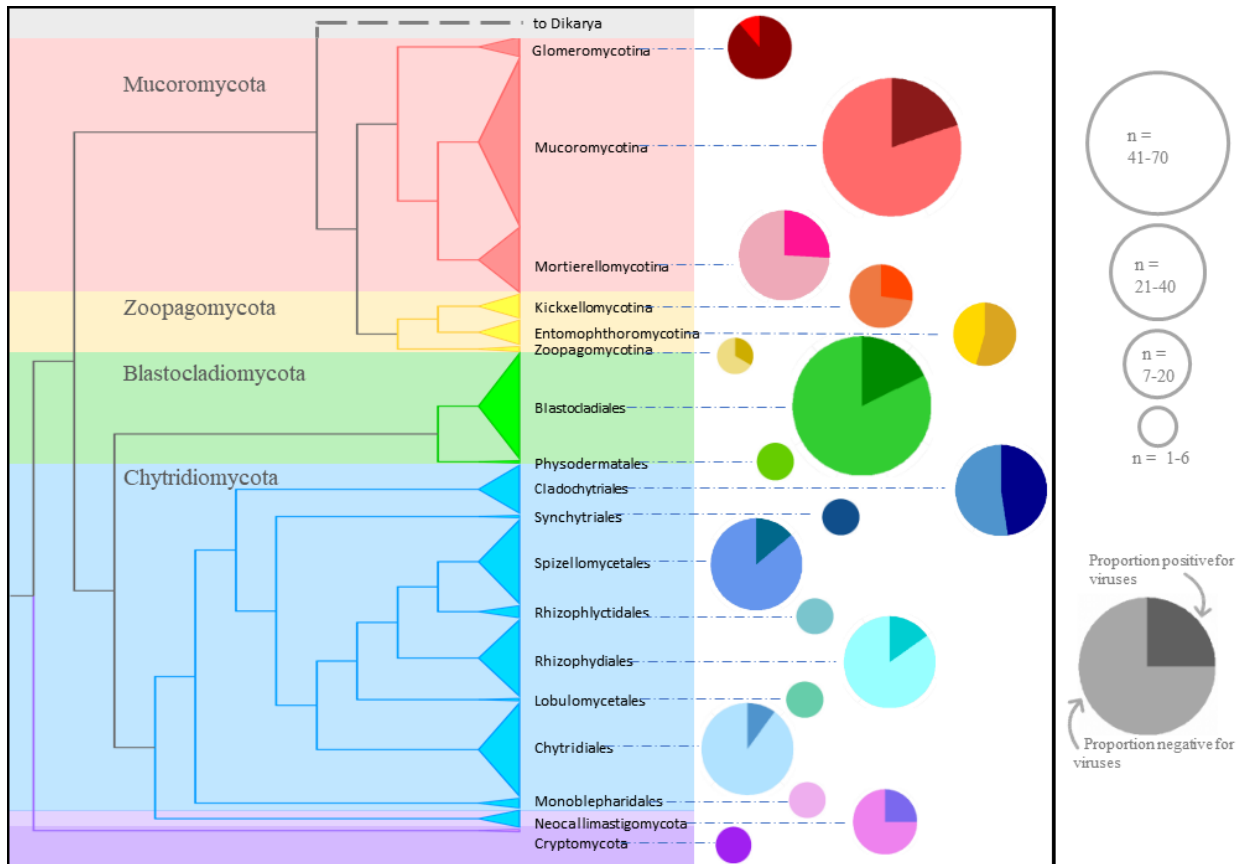 to Dikarya
Glomeromycotina
Mucoromycota
Mucoromycotina
Mortierellomycotina
Zoopagomycota
Kickxellomycotina
Entomophthoromycotina
Zoopagomycotina
Blastocladiomycota
Blastocladiales
Physodermatales
Chytridiomycota
Cladochytriales
Synchytriales
Spizellomycetales
Rhizophlyctidales
Rhizophydiales
Lobulomycetales
Chytridiales
Monoblepharidales
Neocallimastigomycota
Cryptomycota
n =
41-70
n =
21-40
n =
7-20
n = 1-6
Proportion positive for
viruses
Proportion negative for
viruses